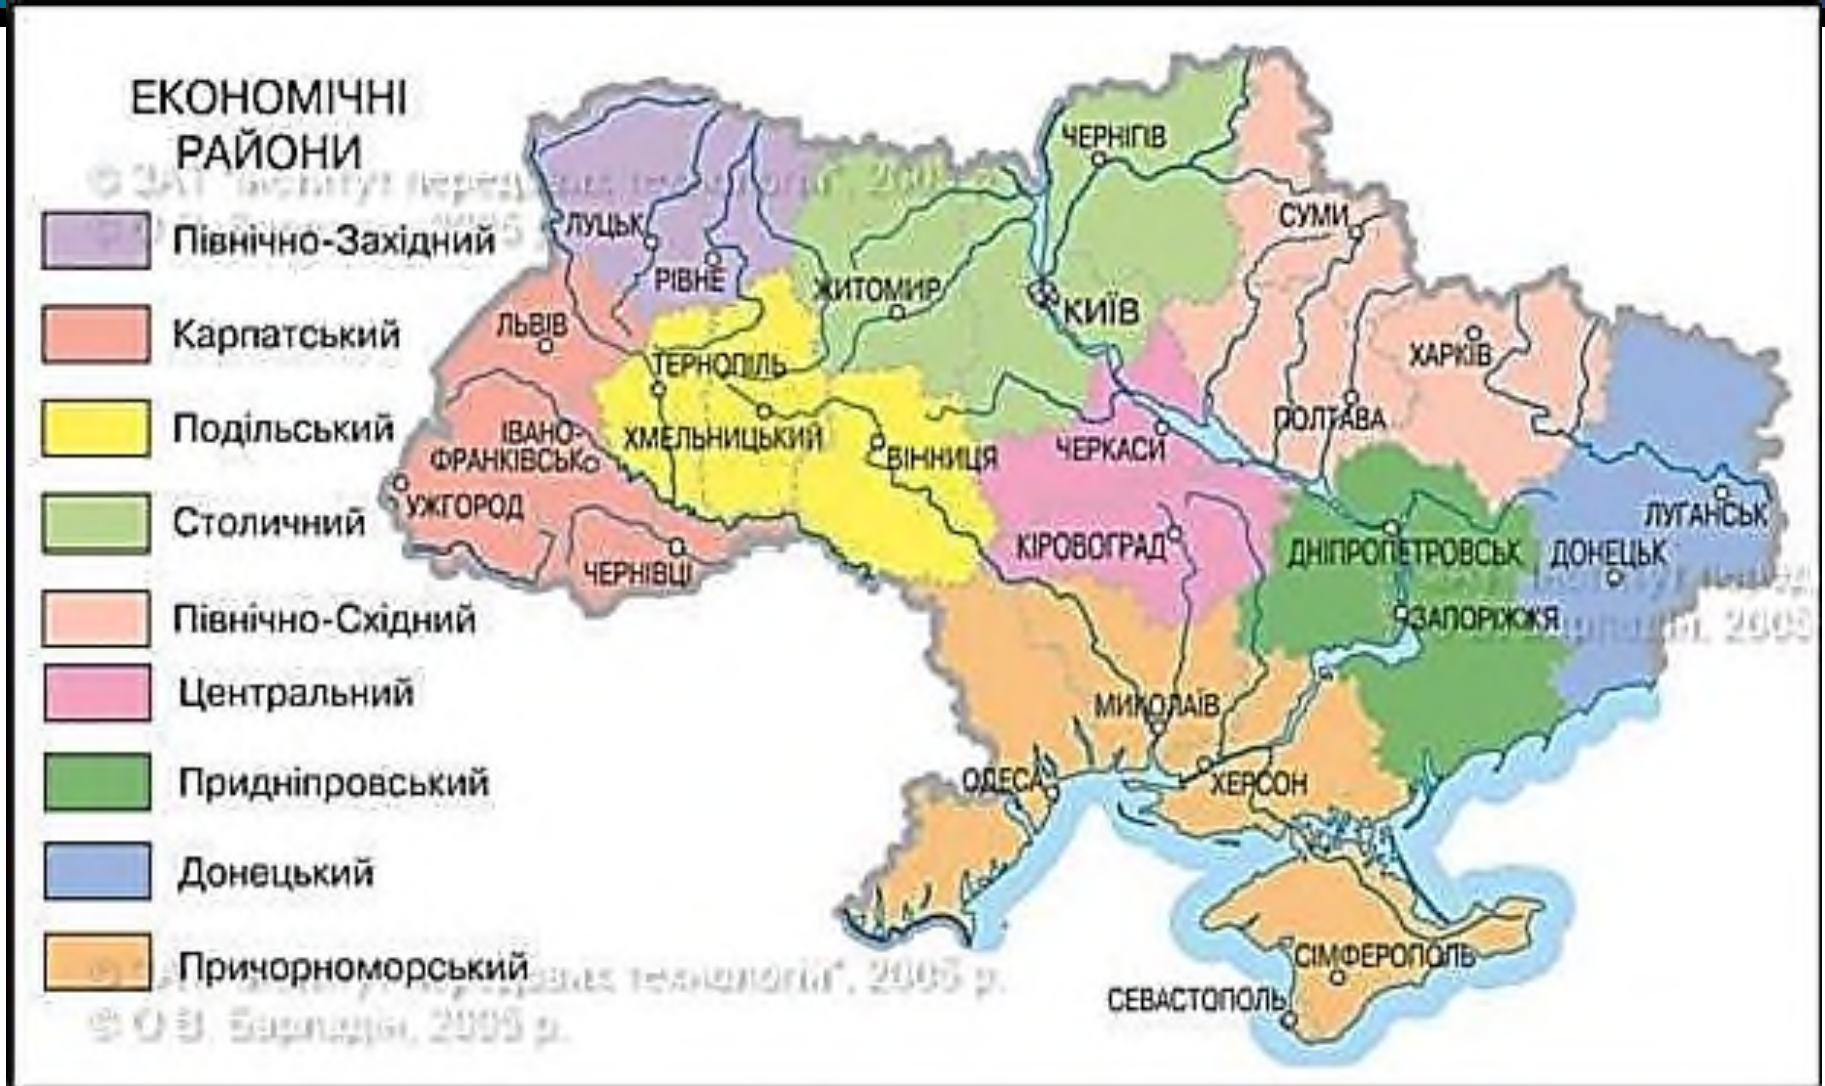 ЕКОНОМІЧНІ
РАЙОНИ
Північно-Західний
Карпатський
Подільський
Столичний
Північно-Східний
Центральний
Придніпровський
Донецький
Причорноморський
ЧЕРНІГІВ
СУМИ
ЛУЦЬК
РІВНЕ
ЖИТОМИР
КИЇВ
ЛЬВІВ
ТЕРНОПІЛЬ
ХАРКІВ
ПОЛТАВА
ІВАНО-
ФРАНКІВСЬК
ХМЕЛЬНИЦЬКИЙ
ВІННИЦЯ
ЧЕРКАСИ
УЖГОРОД
ЛУГАНСЬК
КІРОВОГРАД
ДНІПРОПЕТРОВСЬК
ДОНЕЦЬК
ЧЕРНІВЦІ
ЗАПОРІЖЖЯ
МИКОЛАЇВ
ОДЕСА
ХЕРСОН
СІМФЕРОПОЛЬ
СЕВАСТОПОЛЬ
2005 р.